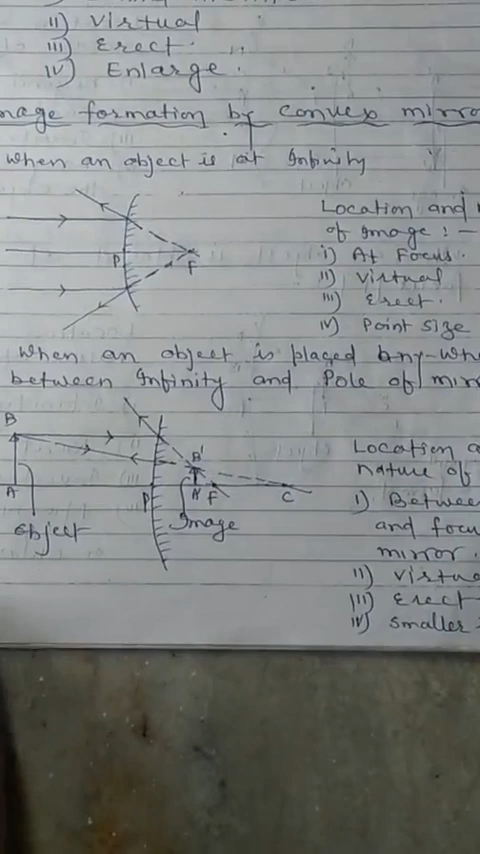 ii) Virtual
iii) Erect.
iv) Enlarge.
mage formation by convex mirro
when an object is at Infinity
Location and
of Image : -
i) At Focus.
ii) Virtual
iii) Erect.
iv) Point size
P
F
when an object is placed any-whe
between Infinity and Pole of mirr
B
A
P
B'
A'
F
C
object
Image
Location a
nature of
i) Betwee
and focu
mirror.
ii) virtua
iii) Erect
iv) smaller